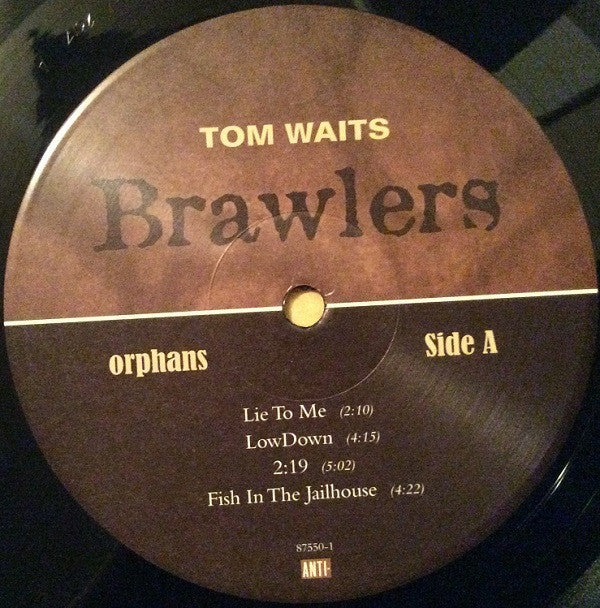 TOM WAITS
Brawlers
orphans Side A
Lie To Me (2:10)
LowDown (4:15)
2:19 (5:02)
Fish In The Jailhouse (4:22)
87550-1
ANTI-